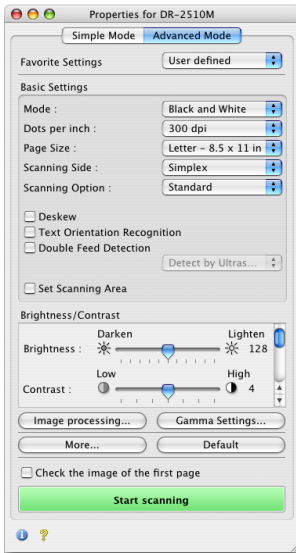 Properties for DR-2510M
Simple Mode Advanced Mode
Favorite Settings User defined
Basic Settings
Mode : Black and White
Dots per inch : 300 dpi
Page Size : Letter - 8.5 x 11 in
Scanning Side : Simplex
Scanning Option : Standard
Deskew
Text Orientation Recognition
Double Feed Detection
Detect by Ultras...
Set Scanning Area
Brightness/Contrast
Darken Lighten
Brightness : 128
Low High
Contrast : 4
Image processing... Gamma Settings...
More... Default
Check the image of the first page
Start scanning